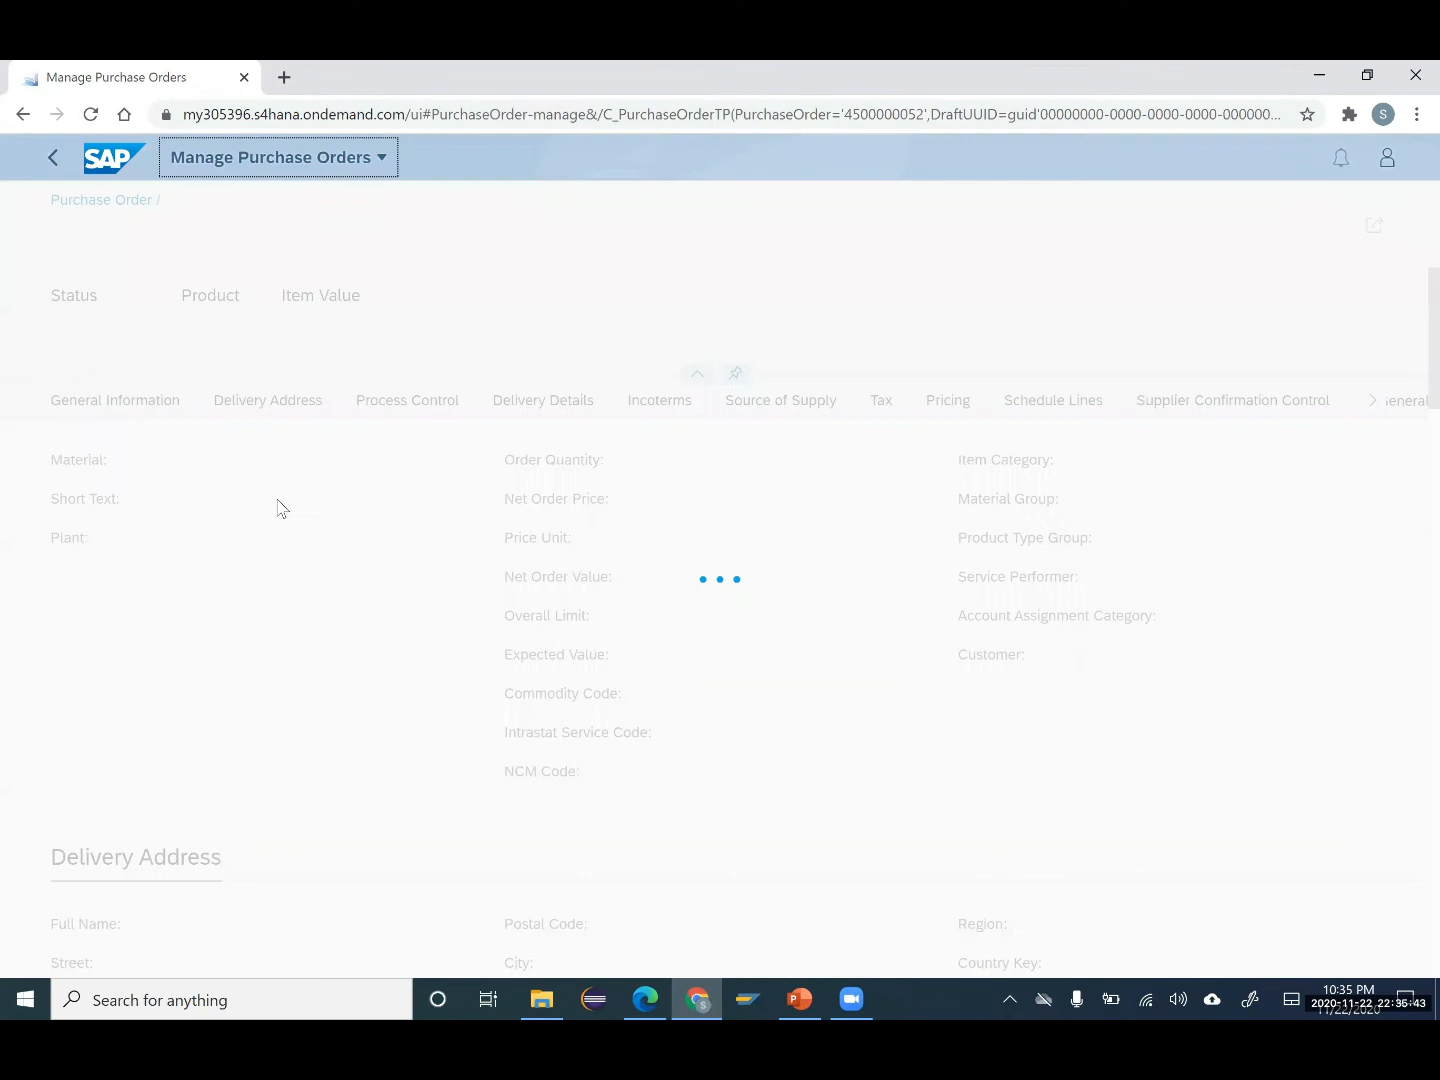 Manage Purchase Orders
my305396.s4hana.ondemand.com/ui#PurchaseOrder-manage&/C_PurchaseOrderTP(PurchaseOrder='4500000052',DraftUUID=guid'00000000-0000-0000-0000-000000...
S
SAP Manage Purchase Orders
Purchase Order /
Status Product Item Value
General Information Delivery Address Process Control Delivery Details Incoterms Source of Supply Tax Pricing Schedule Lines Supplier Confirmation Control
Material: Order Quantity: Item Category:
Short Text: Net Order Price: Material Group:
Plant: Price Unit: Product Type Group:
Net Order Value: Service Performer:
Overall Limit: Account Assignment Category:
Expected Value: Customer:
Commodity Code:
Intrastat Service Code:
NCM Code:
Delivery Address
Full Name: Postal Code: Region:
Street: City: Country Key:
Search for anything
10:35 PM
2020-11-22 22:35:43
11/22/2020